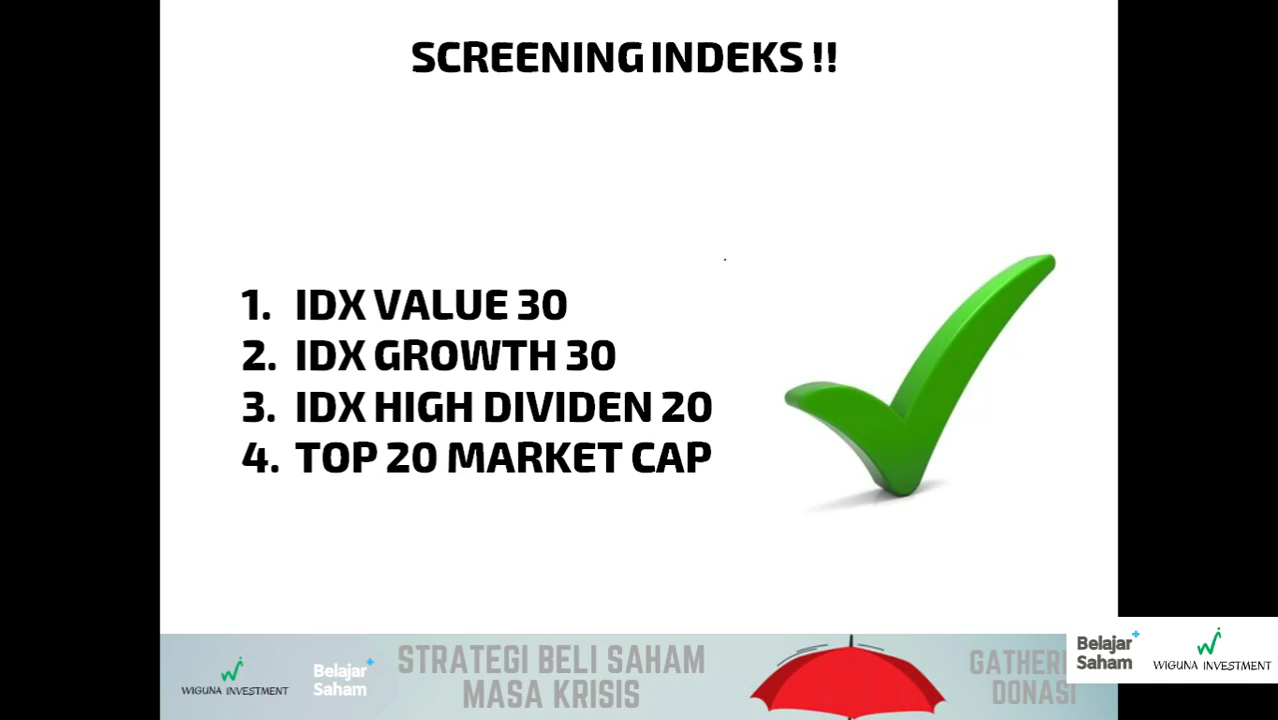 SCREENING INDEKS !!
1. IDX VALUE 30
2. IDX GROWTH 30
3. IDX HIGH DIVIDEN 20
4. TOP 20 MARKET CAP
WIGUNA INVESTMENT
Belajar+
Saham
STRATEGI BELI SAHAM
MASA KRISIS
DONASI
Belajar+
Saham
WIGUNA INVESTMENT